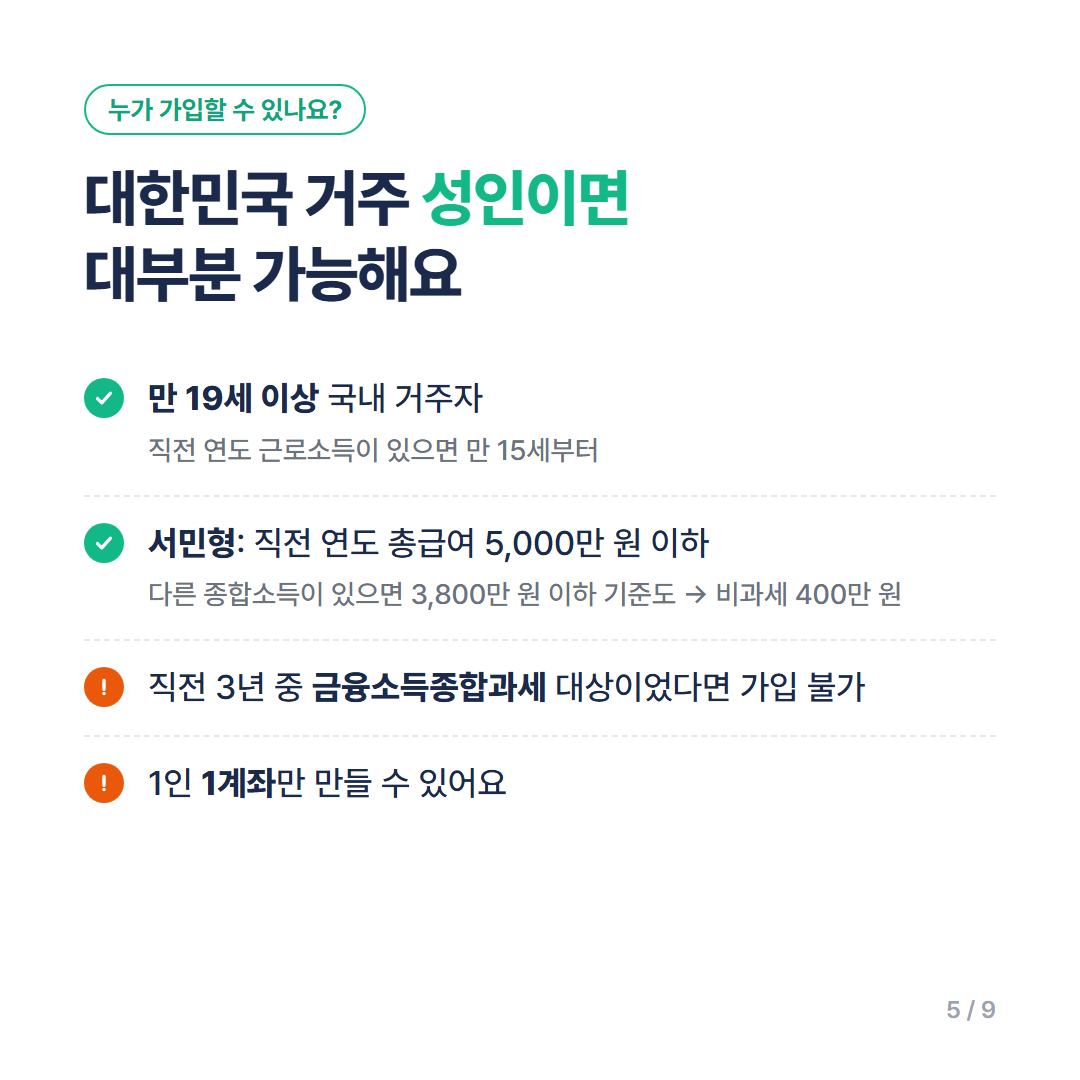 누가 가입할 수 있나요?
대한민국 거주 성인이면
대부분 가능해요
만 19세 이상 국내 거주자
직전 연도 근로소득이 있으면 만 15세부터
서민형: 직전 연도 총급여 5,000만 원 이하
다른 종합소득이 있으면 3,800만 원 이하 기준도 → 비과세 400만 원
직전 3년 중 금융소득종합과세 대상이었다면 가입 불가
1인 1계좌만 만들 수 있어요
5 / 9